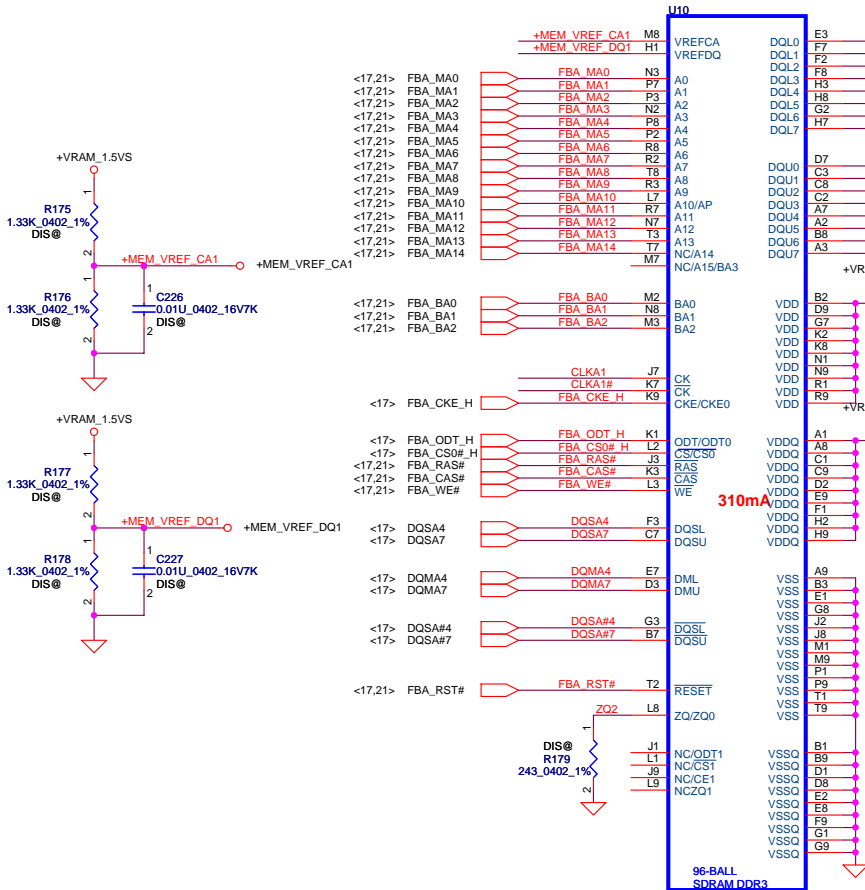 U10
+MEM_VREF_CA1 M8 VREFCA DQL0 E3
+MEM_VREF_DQ1 H1 VREFDQ DQL1 F7
DQL2 F2
<17,21> FBA_MA0 FBA_MA0 N3 A0 DQL3 F8
<17,21> FBA_MA1 FBA_MA1 P7 A1 DQL4 H3
<17,21> FBA_MA2 FBA_MA2 P3 A2 DQL5 H8
<17,21> FBA_MA3 FBA_MA3 N2 A3 DQL6 G2
<17,21> FBA_MA4 FBA_MA4 P8 A4 DQL7 H7
<17,21> FBA_MA5 FBA_MA5 P2 A5
<17,21> FBA_MA6 FBA_MA6 R8 A6
<17,21> FBA_MA7 FBA_MA7 R2 A7 DQU0 D7
<17,21> FBA_MA8 FBA_MA8 T8 A8 DQU1 C3
<17,21> FBA_MA9 FBA_MA9 R3 A9 DQU2 C8
<17,21> FBA_MA10 FBA_MA10 L7 A10/AP DQU3 C2
<17,21> FBA_MA11 FBA_MA11 R7 A11 DQU4 A7
<17,21> FBA_MA12 FBA_MA12 N7 A12 DQU5 A2
<17,21> FBA_MA13 FBA_MA13 T3 A13 DQU6 B8
<17,21> FBA_MA14 FBA_MA14 T7 NC/A14 DQU7 A3
M7 NC/A15/BA3
+VR
+VRAM_1.5VS
1
R175
1.33K_0402_1%
DIS@
2
+MEM_VREF_CA1 +MEM_VREF_CA1
1
R176
1.33K_0402_1%
DIS@
2
1
C226
0.01U_0402_16V7K
DIS@
2
<17,21> FBA_BA0 FBA_BA0 M2 BA0 VDD B2
<17,21> FBA_BA1 FBA_BA1 N8 BA1 VDD D9
<17,21> FBA_BA2 FBA_BA2 M3 BA2 VDD G7
VDD K2
VDD K8
VDD N1
CLKA1 J7 CK VDD N9
CLKA1# K7 CK VDD R1
<17> FBA_CKE_H FBA_CKE_H K9 CKE/CKE0 VDD R9
+VR
+VRAM_1.5VS
1
R177
1.33K_0402_1%
DIS@
2
+MEM_VREF_DQ1 +MEM_VREF_DQ1
1
R178
1.33K_0402_1%
DIS@
2
1
C227
0.01U_0402_16V7K
DIS@
2
<17> FBA_ODT_H FBA_ODT_H K1 ODT/ODT0 VDDQ A1
<17> FBA_CS0#_H FBA_CS0#_H L2 CS/CS0 VDDQ A8
<17,21> FBA_RAS# FBA_RAS# J3 RAS VDDQ C1
<17,21> FBA_CAS# FBA_CAS# K3 CAS VDDQ C9
<17,21> FBA_WE# FBA_WE# L3 WE VDDQ D2
310mA
VDDQ E9
VDDQ F1
<17> DQSA4 DQSA4 F3 DQSL VDDQ H2
<17> DQSA7 DQSA7 C7 DQSU VDDQ H9
<17> DQMA4 DQMA4 E7 DML VSS A9
<17> DQMA7 DQMA7 D3 DMU VSS B3
VSS E1
VSS G8
<17> DQSA#4 DQSA#4 G3 DQSL VSS J2
<17> DQSA#7 DQSA#7 B7 DQSU VSS J8
VSS M1
VSS M9
VSS P1
<17,21> FBA_RST# FBA_RST# T2 RESET VSS P9
VSS T1
ZQ2 L8 ZQ/ZQ0 VSS T9
1
DIS@
R179
243_0402_1%
2
J1 NC/ODT1 VSSQ B1
L1 NC/CS1 VSSQ B9
J9 NC/CE1 VSSQ D1
L9 NCZQ1 VSSQ D8
VSSQ E2
VSSQ E8
VSSQ F9
VSSQ G1
VSSQ G9
96-BALL
SDRAM DDR3